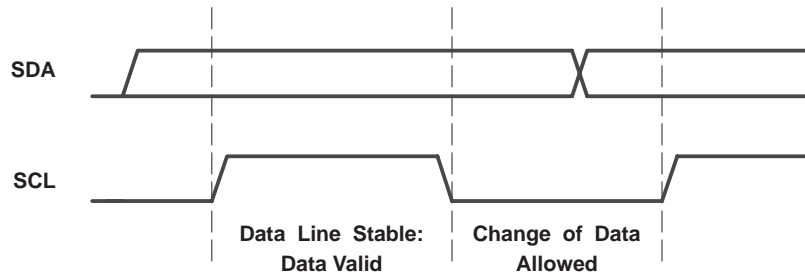 SDA
SCL
Data Line Stable:
Data Valid
Change of Data
Allowed